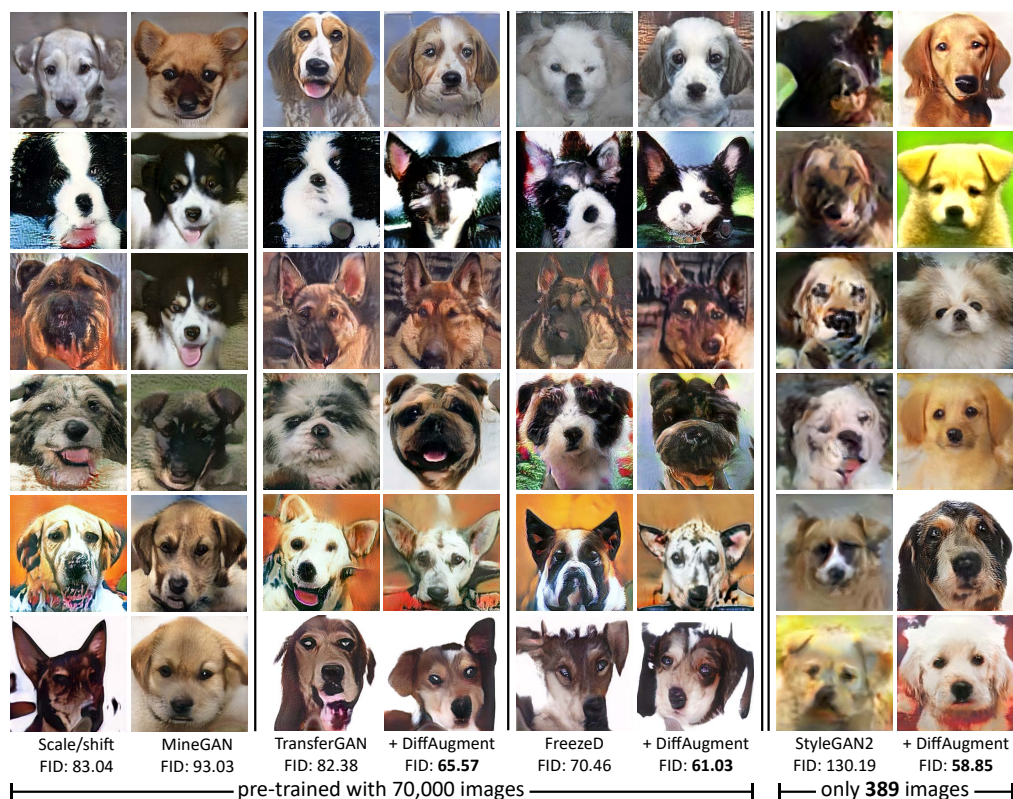 Scale/shift MineGAN TransferGAN + DiffAugment FreezeD + DiffAugment StyleGAN2 + DiffAugment
FID: 83.04 FID: 93.03 FID: 82.38 FID: 65.57 FID: 70.46 FID: 61.03 FID: 130.19 FID: 58.85
pre-trained with 70,000 images only 389 images